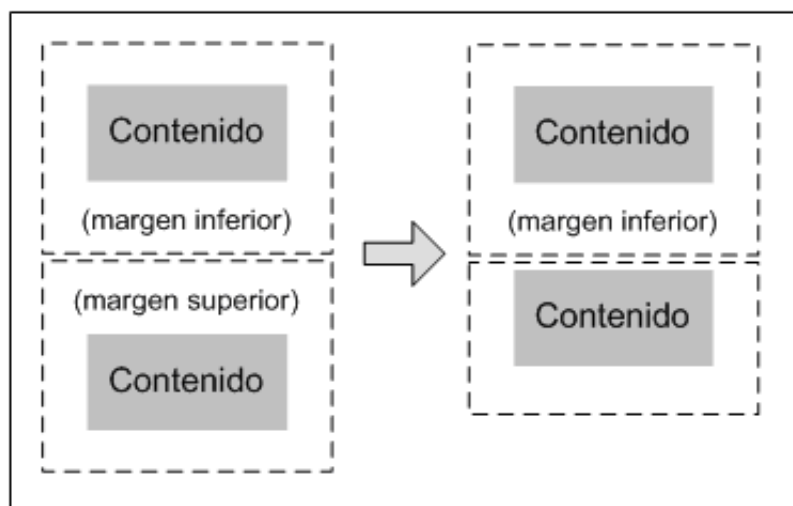 Contenido
(margen inferior)
(margen superior)
Contenido
Contenido
(margen inferior)
Contenido